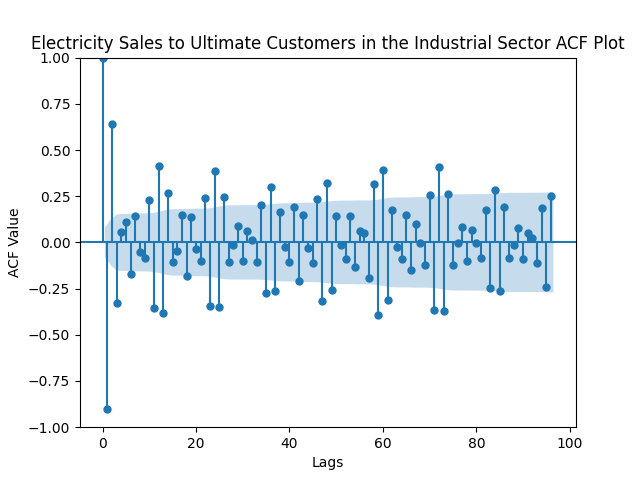 Electricity Sales to Ultimate Customers in the Industrial Sector ACF Plot
1.00
0.75
0.50
0.25
0.00
−0.25
−0.50
−0.75
−1.00
ACF Value
0 20 40 60 80 100
Lags